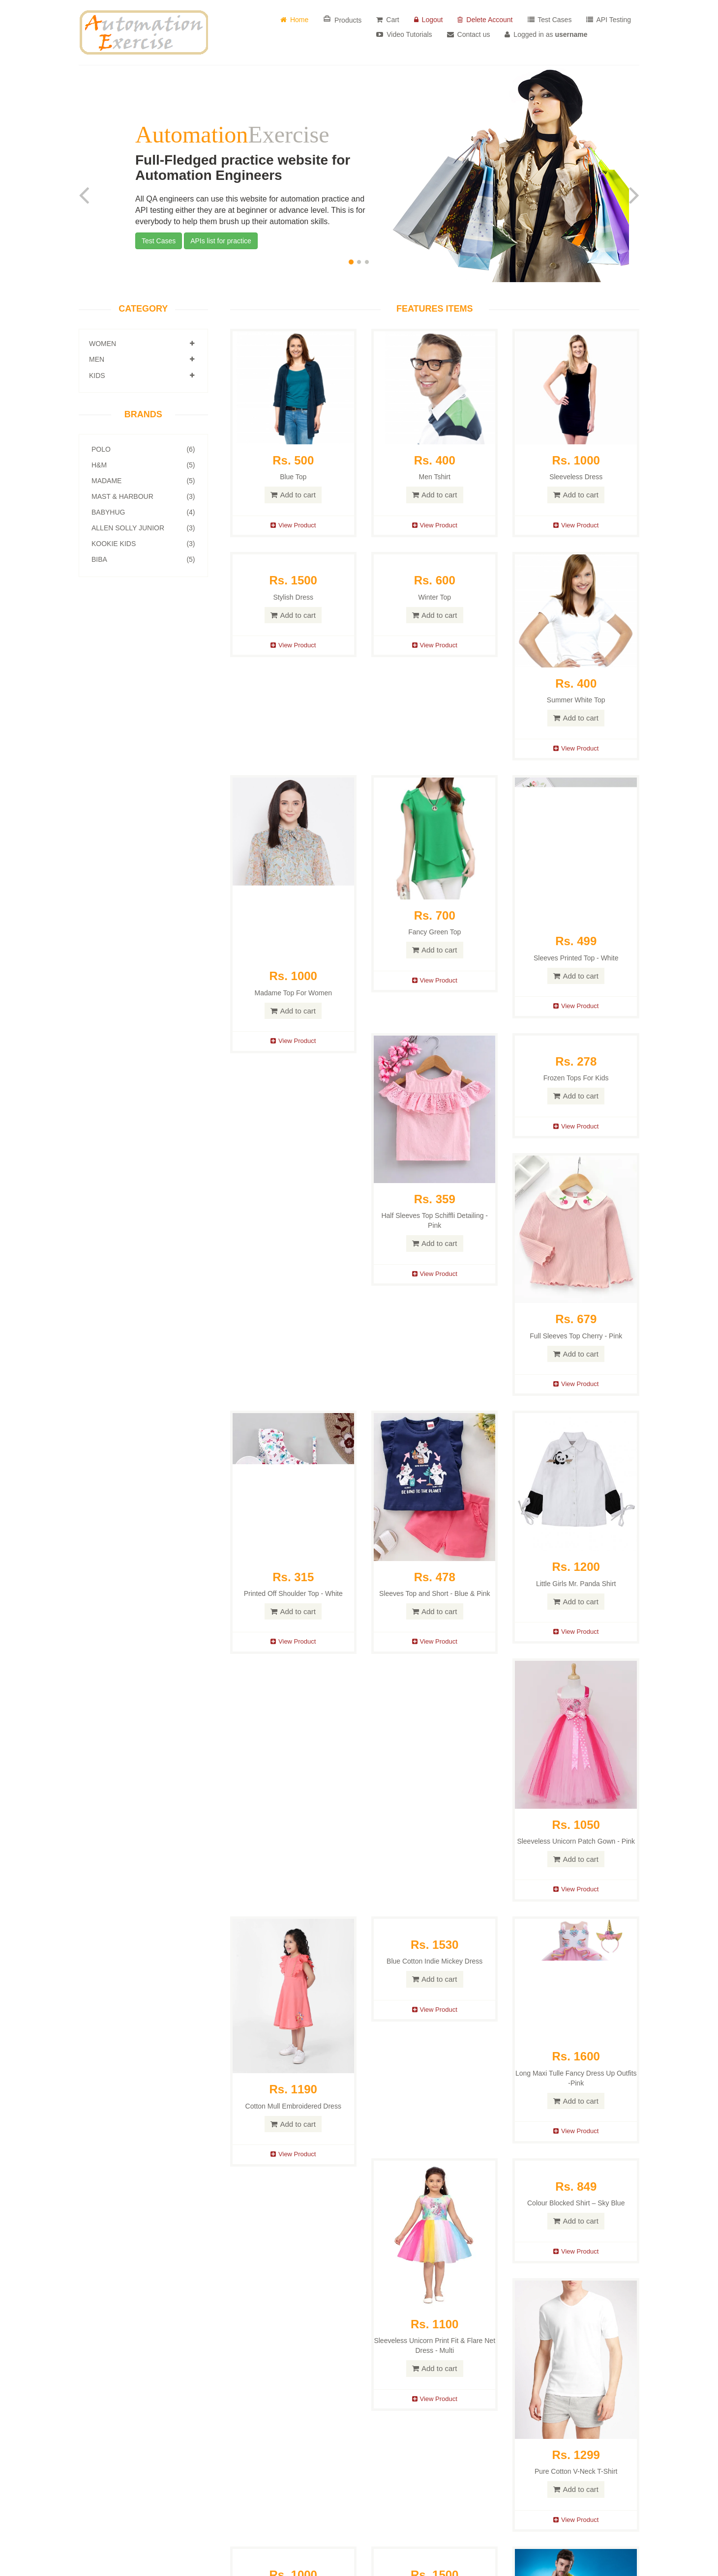 Automation
Exercise
Home
Products
Cart
Logout
Delete Account
Test Cases
API Testing
Video Tutorials
Contact us
Logged in as username
AutomationExercise
Full-Fledged practice website for
Automation Engineers
All QA engineers can use this website for automation practice and
API testing either they are at beginner or advance level. This is for
everybody to help them brush up their automation skills.
Test Cases
APIs list for practice
CATEGORY
WOMEN
MEN
KIDS
BRANDS
POLO (6)
H&M (5)
MADAME (5)
MAST & HARBOUR (3)
BABYHUG (4)
ALLEN SOLLY JUNIOR (3)
KOOKIE KIDS (3)
BIBA (5)
FEATURES ITEMS
Rs. 500
Blue Top
Add to cart
View Product
Rs. 400
Men Tshirt
Add to cart
View Product
Rs. 1000
Sleeveless Dress
Add to cart
View Product
Rs. 1500
Stylish Dress
Add to cart
View Product
Rs. 600
Winter Top
Add to cart
View Product
Rs. 400
Summer White Top
Add to cart
View Product
Rs. 1000
Madame Top For Women
Add to cart
View Product
Rs. 700
Fancy Green Top
Add to cart
View Product
Rs. 499
Sleeves Printed Top - White
Add to cart
View Product
Rs. 359
Half Sleeves Top Schiffli Detailing -
Pink
Add to cart
View Product
Rs. 278
Frozen Tops For Kids
Add to cart
View Product
Rs. 679
Full Sleeves Top Cherry - Pink
Add to cart
View Product
Rs. 315
Printed Off Shoulder Top - White
Add to cart
View Product
BE KIND TO THE PLANET
Rs. 478
Sleeves Top and Short - Blue & Pink
Add to cart
View Product
Rs. 1200
Little Girls Mr. Panda Shirt
Add to cart
View Product
Rs. 1050
Sleeveless Unicorn Patch Gown - Pink
Add to cart
View Product
Rs. 1190
Cotton Mull Embroidered Dress
Add to cart
View Product
Rs. 1530
Blue Cotton Indie Mickey Dress
Add to cart
View Product
Rs. 1600
Long Maxi Tulle Fancy Dress Up Outfits
-Pink
Add to cart
View Product
Rs. 1100
Sleeveless Unicorn Print Fit & Flare Net
Dress - Multi
Add to cart
View Product
Rs. 849
Colour Blocked Shirt – Sky Blue
Add to cart
View Product
Rs. 1299
Pure Cotton V-Neck T-Shirt
Add to cart
View Product
Rs. 1000
Rs. 1500